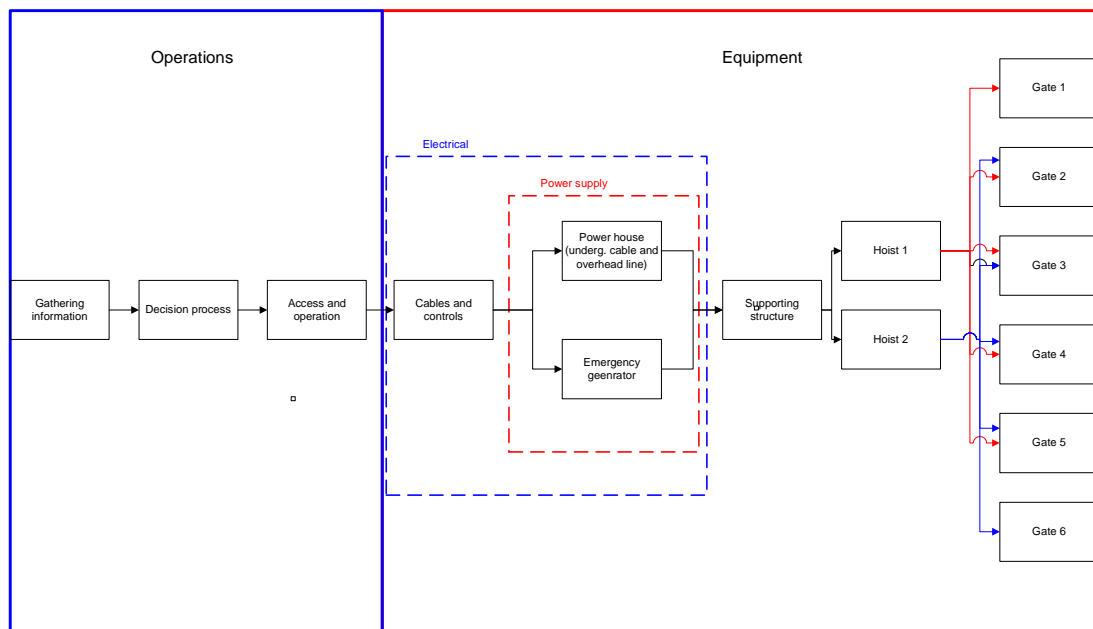 Operations
Equipment
Electrical
Power supply
Gathering
information
Decision process
Access and
operation
Cables and
controls
Power house
(underg. cable and
overhead line)
Emergency
geenrator
Supporting
structure
Hoist 1
Hoist 2
Gate 1
Gate 2
Gate 3
Gate 4
Gate 5
Gate 6